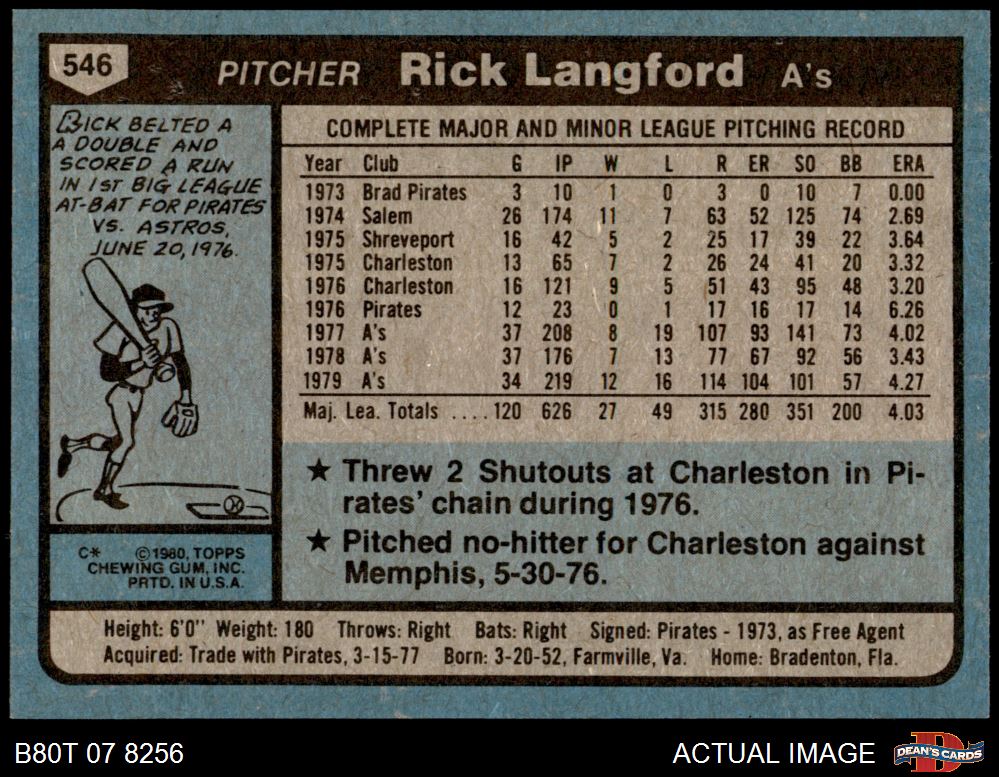 546 PITCHER Rick Langford A's
RICK BELTED A
A DOUBLE AND
SCORED A RUN
IN 1ST BIG LEAGUE
AT-BAT FOR PIRATES
VS. ASTROS,
JUNE 20, 1976.
C* ©1980, TOPPS
CHEWING GUM, INC.
PRTD. IN U.S.A.
COMPLETE MAJOR AND MINOR LEAGUE PITCHING RECORD
Year Club G IP W L R ER SO BB ERA
1973 Brad Pirates 3 10 1 0 3 0 10 7 0.00
1974 Salem 26 174 11 7 63 52 125 74 2.69
1975 Shreveport 16 42 5 2 25 17 39 22 3.64
1975 Charleston 13 65 7 2 26 24 41 20 3.32
1976 Charleston 16 121 9 5 51 43 95 48 3.20
1976 Pirates 12 23 0 1 17 16 17 14 6.26
1977 A's 37 208 8 19 107 93 141 73 4.02
1978 A's 37 176 7 13 77 67 92 56 3.43
1979 A's 34 219 12 16 114 104 101 57 4.27
Maj. Lea. Totals ....120 626 27 49 315 280 351 200 4.03
★ Threw 2 Shutouts at Charleston in Pi-
rates' chain during 1976.
★ Pitched no-hitter for Charleston against
Memphis, 5-30-76.
Height: 6'0" Weight: 180 Throws: Right Bats: Right Signed: Pirates - 1973, as Free Agent
Acquired: Trade with Pirates, 3-15-77 Born: 3-20-52, Farmville, Va. Home: Bradenton, Fla.
B80T 07 8256 ACTUAL IMAGE DEAN'S CARDS